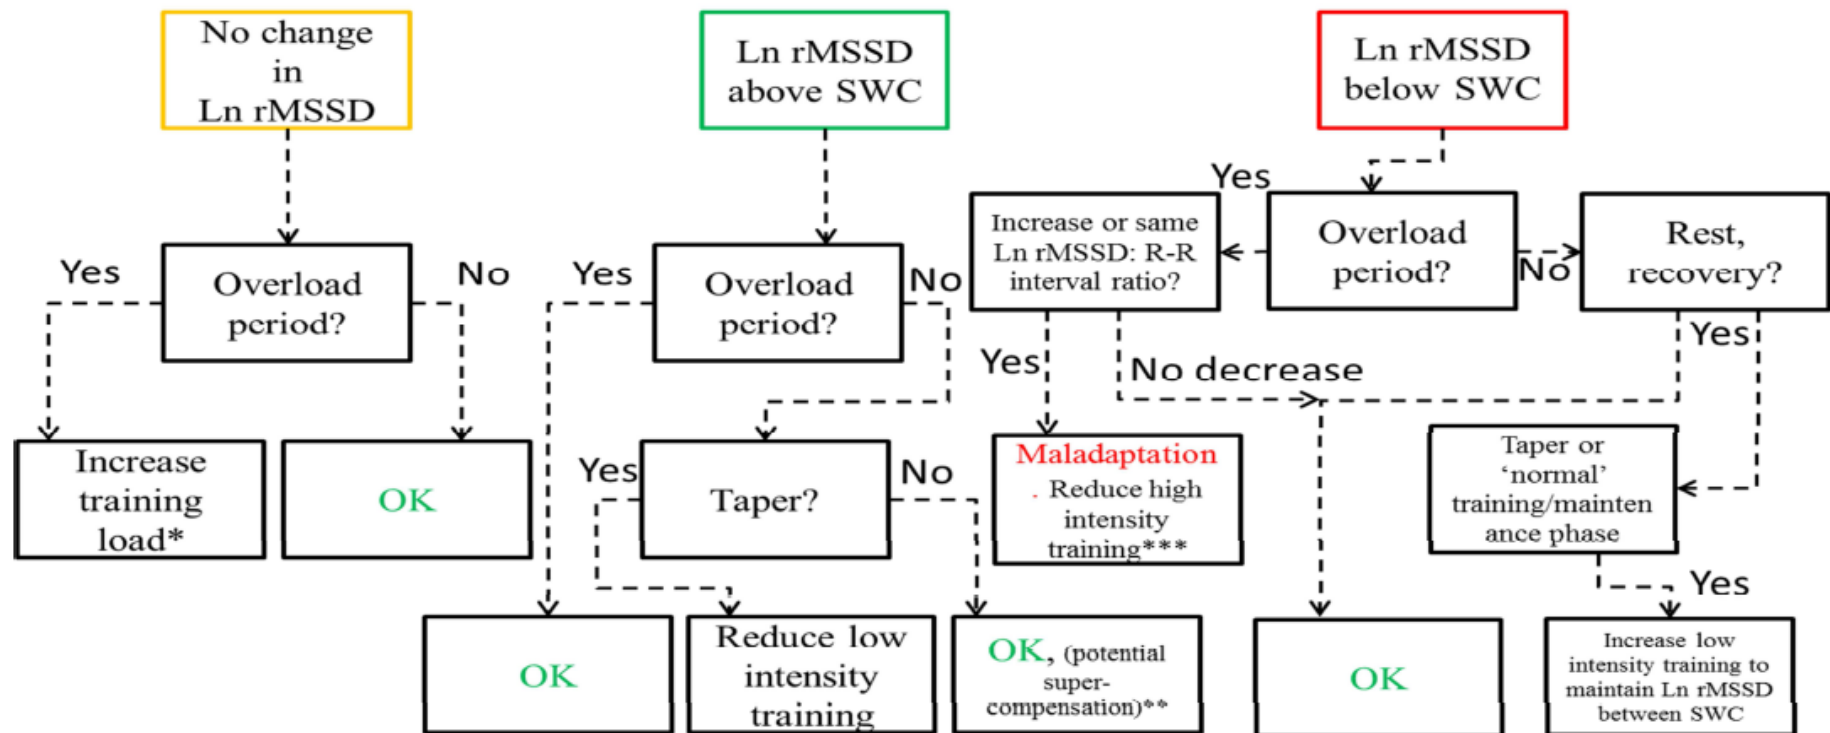 No change
in
Ln rMSSD
Ln rMSSD
above SWC
Ln rMSSD
below SWC
Yes
Increase or same
Ln rMSSD: R-R
interval ratio?
Overload
period?
No
Rest,
recovery?
Yes
Overload
period?
No
Yes
Overload
period?
No
Yes
No decrease
Yes
Increase
training
load*
OK
Yes
Taper?
No
Maladaptation
. Reduce high
intensity
training***
Taper or
‘normal’
training/mainten
ance phase
Yes
OK
Reduce low
intensity
training
OK, (potential
super-
compensation)**
OK
Increase low
intensity training to
maintain Ln rMSSD
between SWC